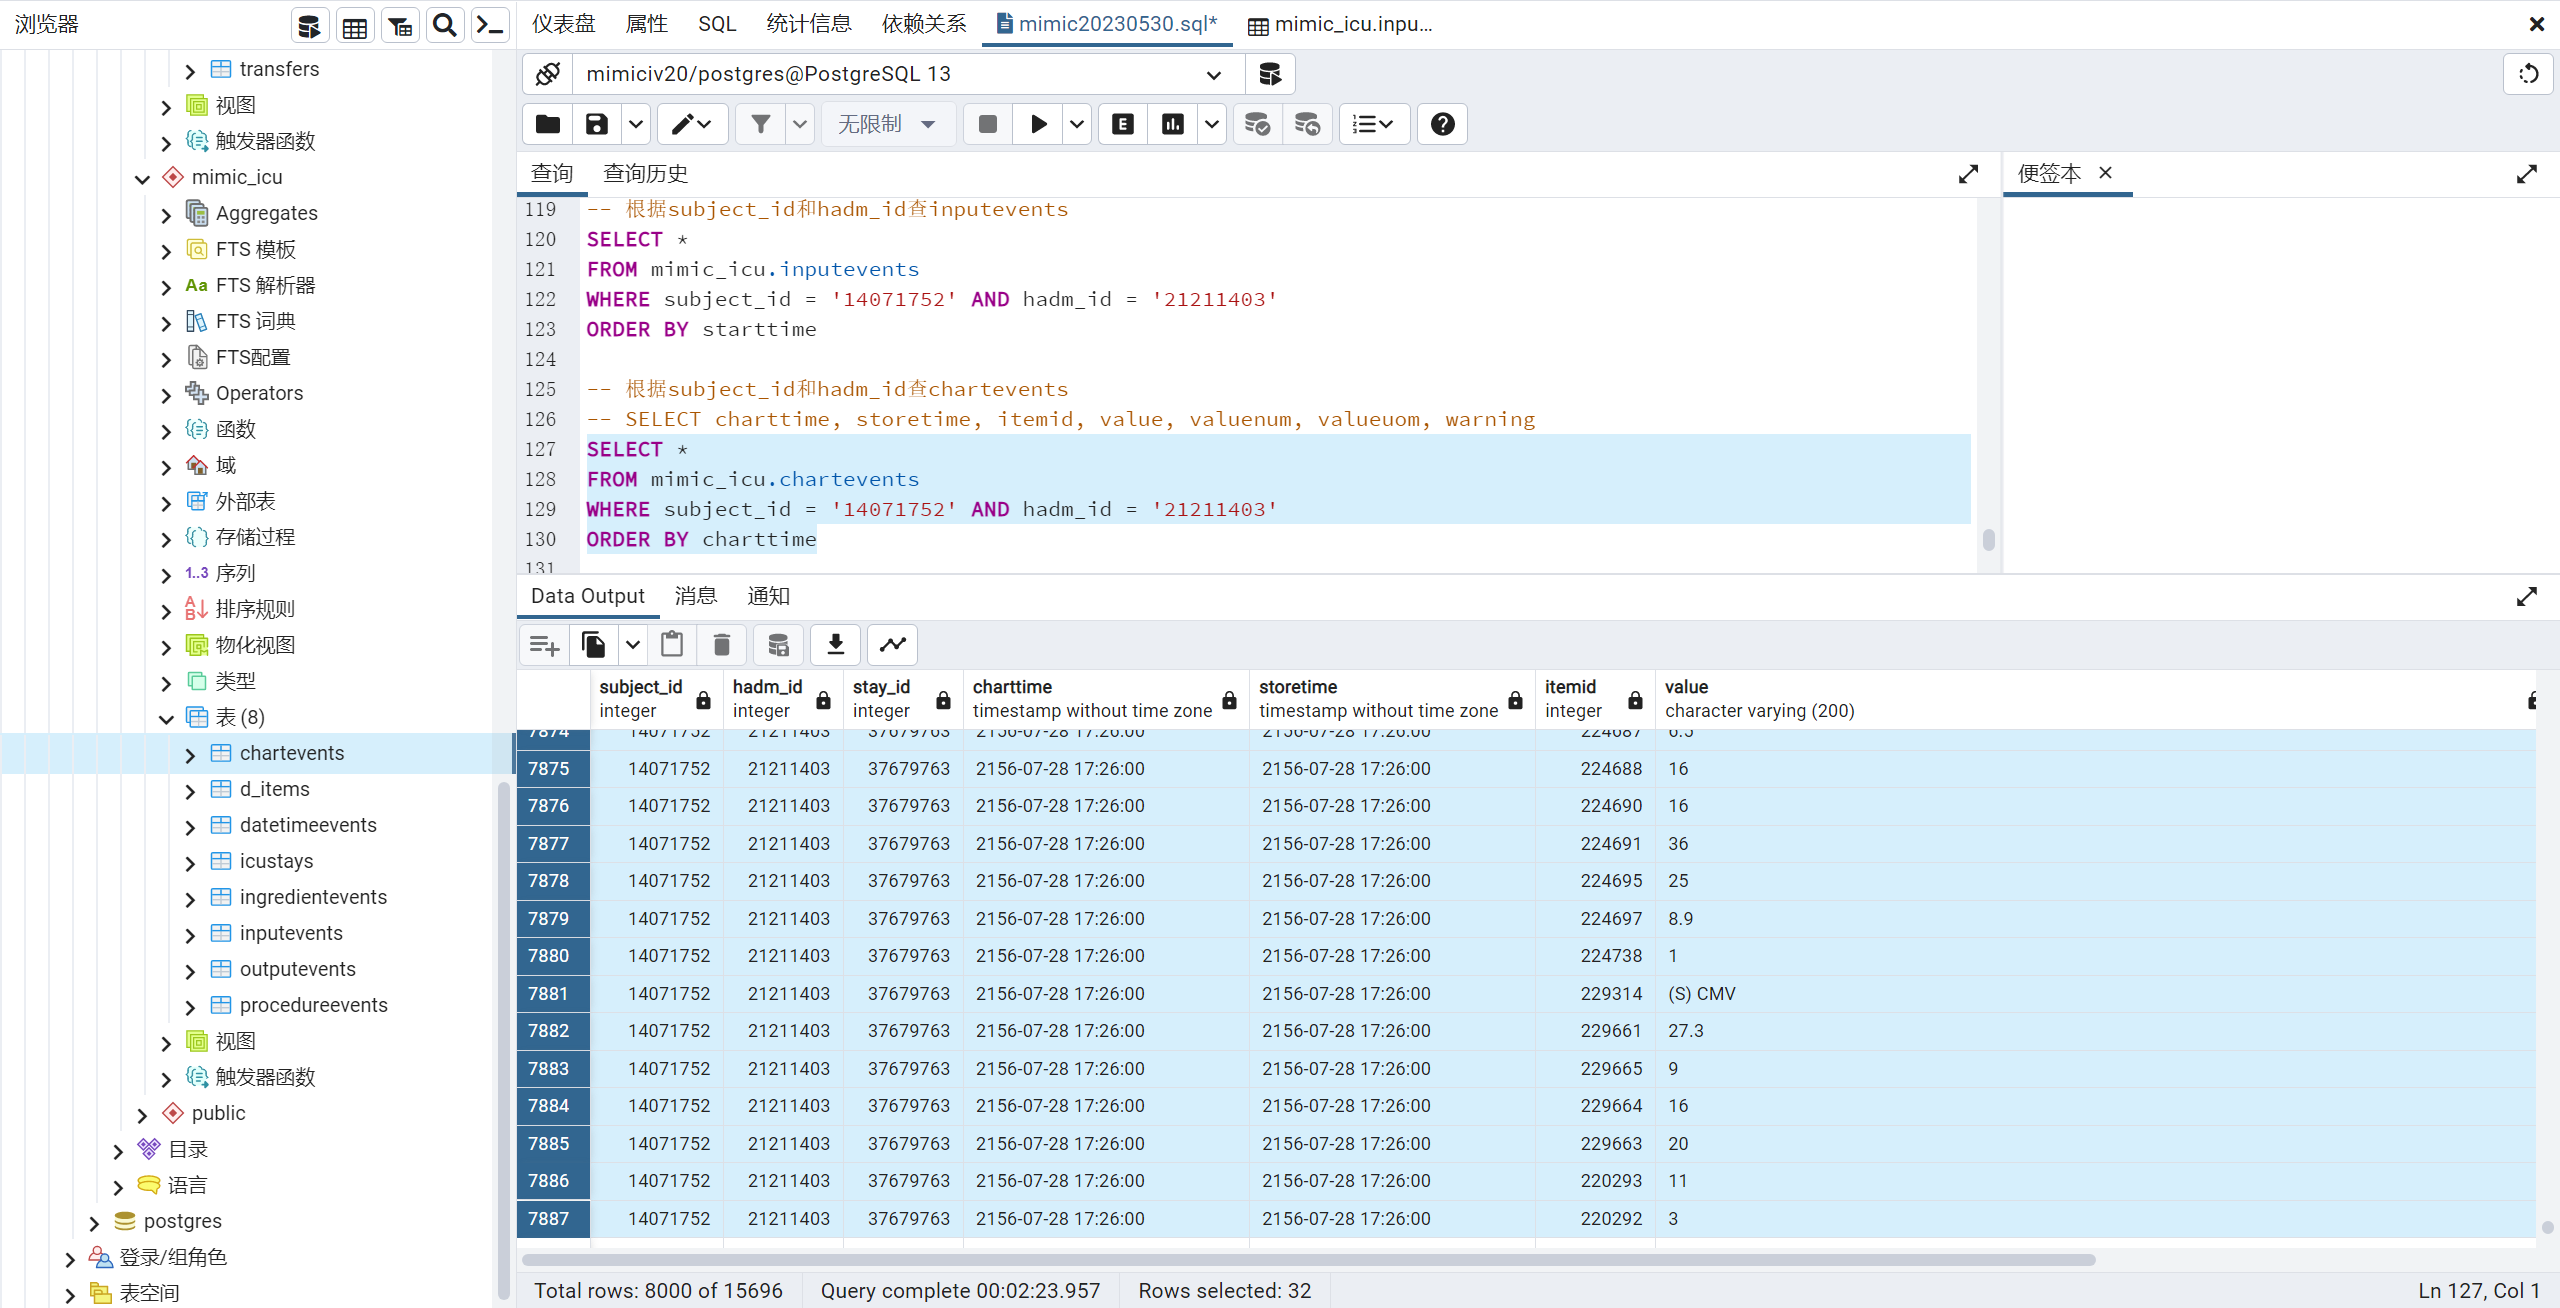 浏览器
仪表盘 属性 SQL 统计信息 依赖关系 mimic20230530.sql* mimic_icu.inpu...
mimiciv20/postgres@PostgreSQL 13
无限制
transfers
视图
触发器函数
mimic_icu
Aggregates
FTS 模板
Aa FTS 解析器
FTS 词典
FTS配置
Operators
函数
域
外部表
存储过程
1..3 序列
排序规则
物化视图
类型
表 (8)
chartevents
d_items
datetimeevents
icustays
ingredientevents
inputevents
outputevents
procedureevents
视图
触发器函数
public
目录
语言
postgres
登录/组角色
表空间
查询 查询历史
便签本
119 -- 根据subject_id和hadm_id查inputevents
120 SELECT *
121 FROM mimic_icu.inputevents
122 WHERE subject_id = '14071752' AND hadm_id = '21211403'
123 ORDER BY starttime
124
125 -- 根据subject_id和hadm_id查chartevents
126 -- SELECT charttime, storetime, itemid, value, valuenum, valueuom, warning
127 SELECT *
128 FROM mimic_icu.chartevents
129 WHERE subject_id = '14071752' AND hadm_id = '21211403'
130 ORDER BY charttime
131
Data Output 消息 通知
subject_id hadm_id stay_id charttime storetime itemid value
integer integer integer timestamp without time zone timestamp without time zone integer character varying (200)
7874 14071752 21211403 37679763 2156-07-28 17:26:00 2156-07-28 17:26:00 224687 6.5
7875 14071752 21211403 37679763 2156-07-28 17:26:00 2156-07-28 17:26:00 224688 16
7876 14071752 21211403 37679763 2156-07-28 17:26:00 2156-07-28 17:26:00 224690 16
7877 14071752 21211403 37679763 2156-07-28 17:26:00 2156-07-28 17:26:00 224691 36
7878 14071752 21211403 37679763 2156-07-28 17:26:00 2156-07-28 17:26:00 224695 25
7879 14071752 21211403 37679763 2156-07-28 17:26:00 2156-07-28 17:26:00 224697 8.9
7880 14071752 21211403 37679763 2156-07-28 17:26:00 2156-07-28 17:26:00 224738 1
7881 14071752 21211403 37679763 2156-07-28 17:26:00 2156-07-28 17:26:00 229314 (S) CMV
7882 14071752 21211403 37679763 2156-07-28 17:26:00 2156-07-28 17:26:00 229661 27.3
7883 14071752 21211403 37679763 2156-07-28 17:26:00 2156-07-28 17:26:00 229665 9
7884 14071752 21211403 37679763 2156-07-28 17:26:00 2156-07-28 17:26:00 229664 16
7885 14071752 21211403 37679763 2156-07-28 17:26:00 2156-07-28 17:26:00 229663 20
7886 14071752 21211403 37679763 2156-07-28 17:26:00 2156-07-28 17:26:00 220293 11
7887 14071752 21211403 37679763 2156-07-28 17:26:00 2156-07-28 17:26:00 220292 3
Total rows: 8000 of 15696 Query complete 00:02:23.957 Rows selected: 32 Ln 127, Col 1